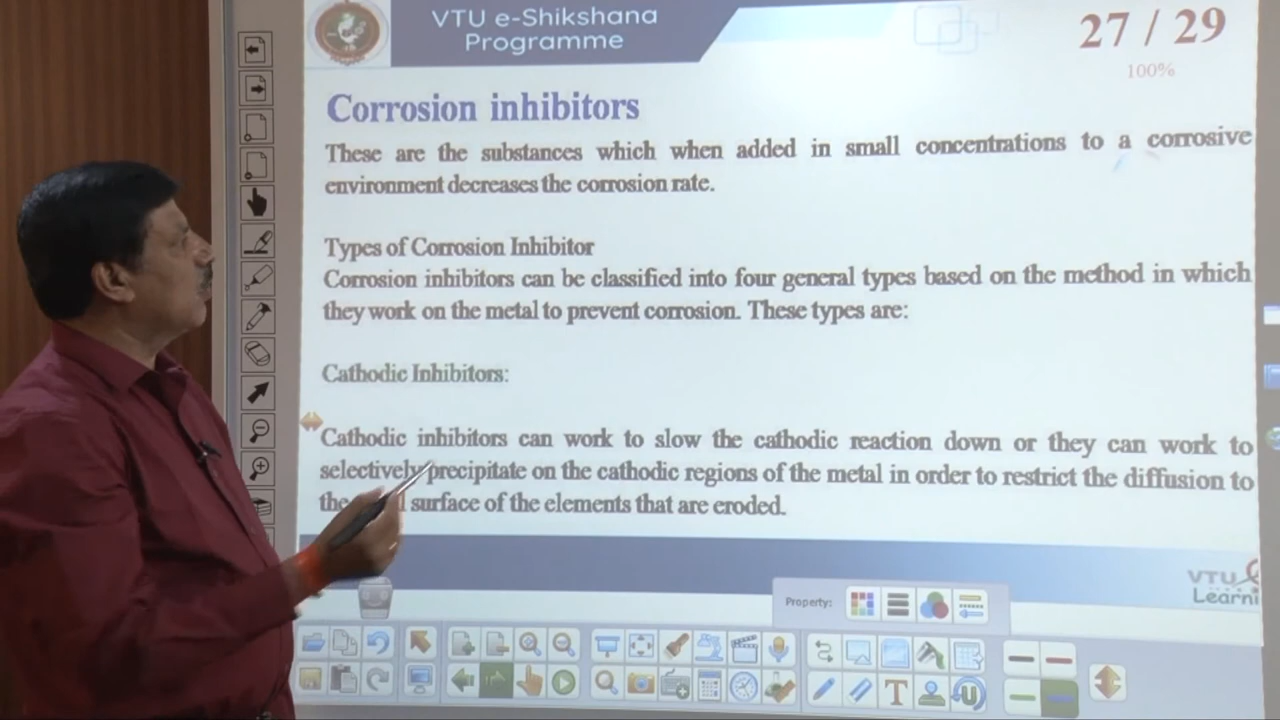 VTU e-Shikshana
Programme
27 / 29
100%
Corrosion inhibitors
These are the substances which when added in small concentrations to a corrosive
environment decreases the corrosion rate.
Types of Corrosion Inhibitor
Corrosion inhibitors can be classified into four general types based on the method in which
they work on the metal to prevent corrosion. These types are:
Cathodic Inhibitors:
Cathodic inhibitors can work to slow the cathodic reaction down or they can work to
selectively precipitate on the cathodic regions of the metal in order to restrict the diffusion to
the surface of the elements that are eroded.
VTU
Learni
Property: